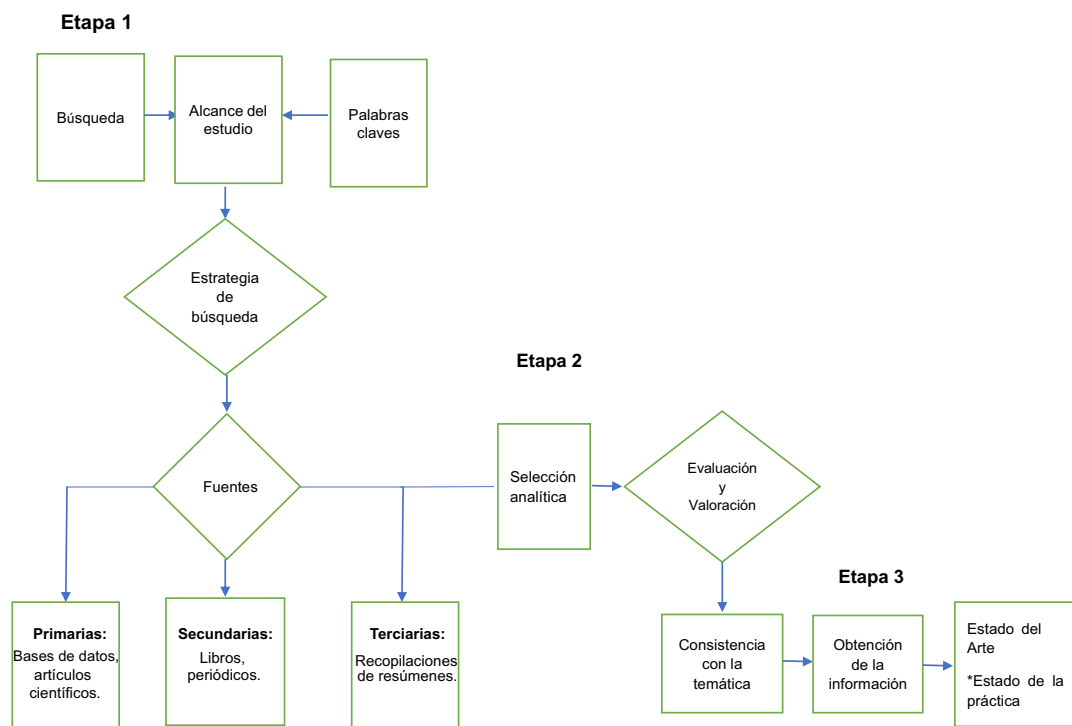 Etapa 1
Búsqueda
Alcance del
estudio
Palabras
claves
Estrategia
de
búsqueda
Etapa 2
Fuentes
Selección
analítica
Evaluación
y
Valoración
Primarias:
Bases de datos,
artículos
científicos.
Secundarias:
Libros,
periódicos.
Terciarias:
Recopilaciones
de resúmenes.
Etapa 3
Consistencia
con la
temática
Obtención
de la
información
Estado del
Arte
*Estado de la
práctica